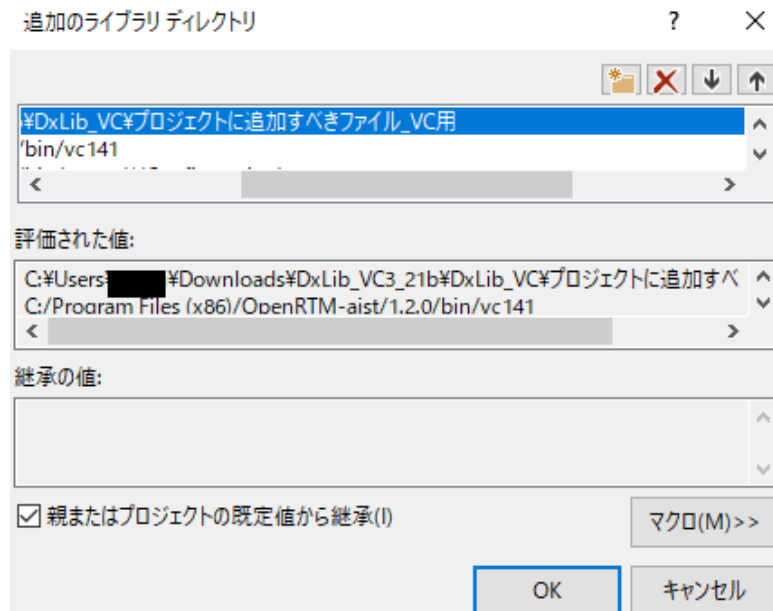 追加のライブラリ ディレクトリ
¥DxLib_VC¥プロジェクトに追加すべきファイル_VC用
/bin/vc141
評価された値:
C:¥Users¥ ¥Downloads¥DxLib_VC3_21b¥DxLib_VC¥プロジェクトに追加すべ
C:/Program Files (x86)/OpenRTM-aist/1.2.0/bin/vc141
継承の値:
親またはプロジェクトの既定値から継承(I)
マクロ(M)>>
OK キャンセル